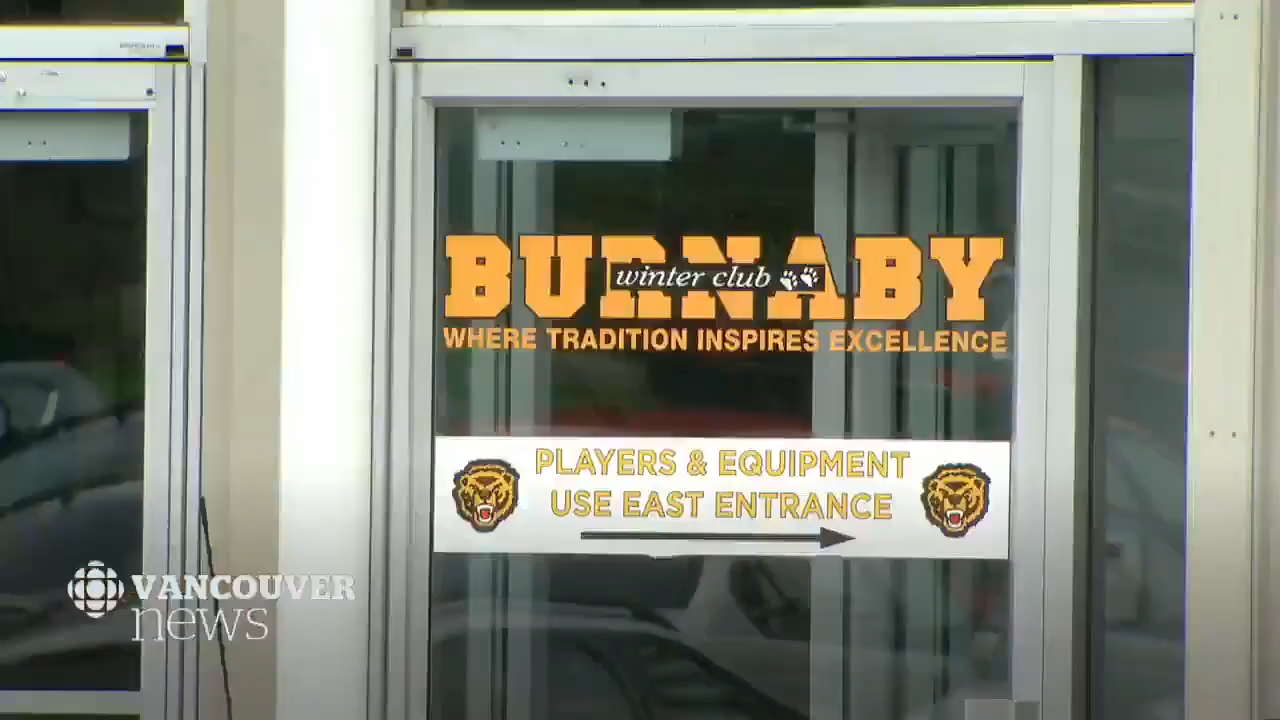 BURNABY
winter club
WHERE TRADITION INSPIRES EXCELLENCE
PLAYERS & EQUIPMENT
USE EAST ENTRANCE
VANCOUVER
news